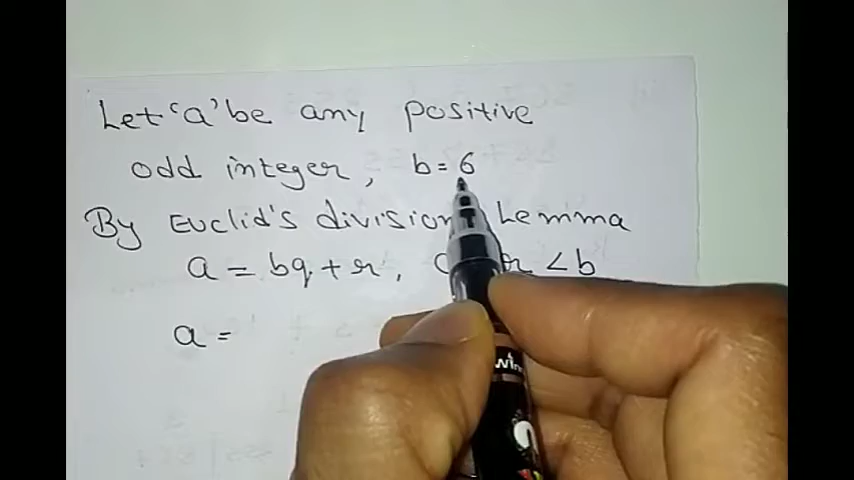 Let 'a' be any positive
odd integer, b = 6
By Euclid's division Lemma
a = bq + r, r < b
a =